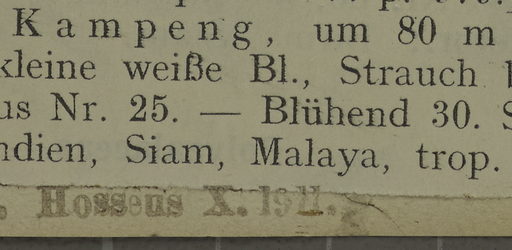 Kampeng, um 80 m
kleine weiße Bl., Strauch
us Nr. 25. — Blühend 30.
ndien, Siam, Malaya, trop.
Hosseus X. 1911.